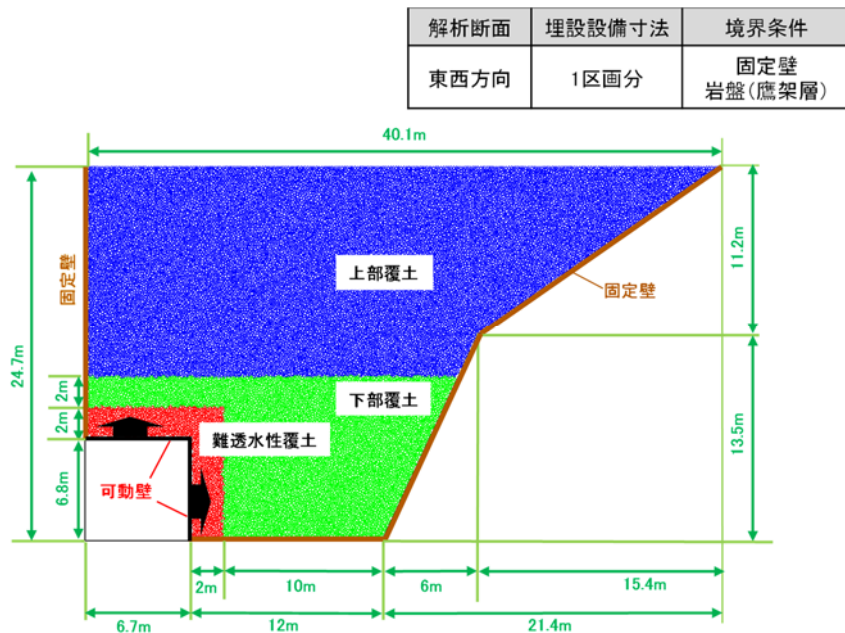 解析断面 埋設設備寸法 境界条件
東西方向 1区画分 固定壁
岩盤(鷹架層)
40.1m
24.7m
固定壁
上部覆土
固定壁
11.2m
2m
下部覆土
2m
難透水性覆土
可動壁
6.8m
13.5m
2m 10m 6m 15.4m
6.7m 12m 21.4m